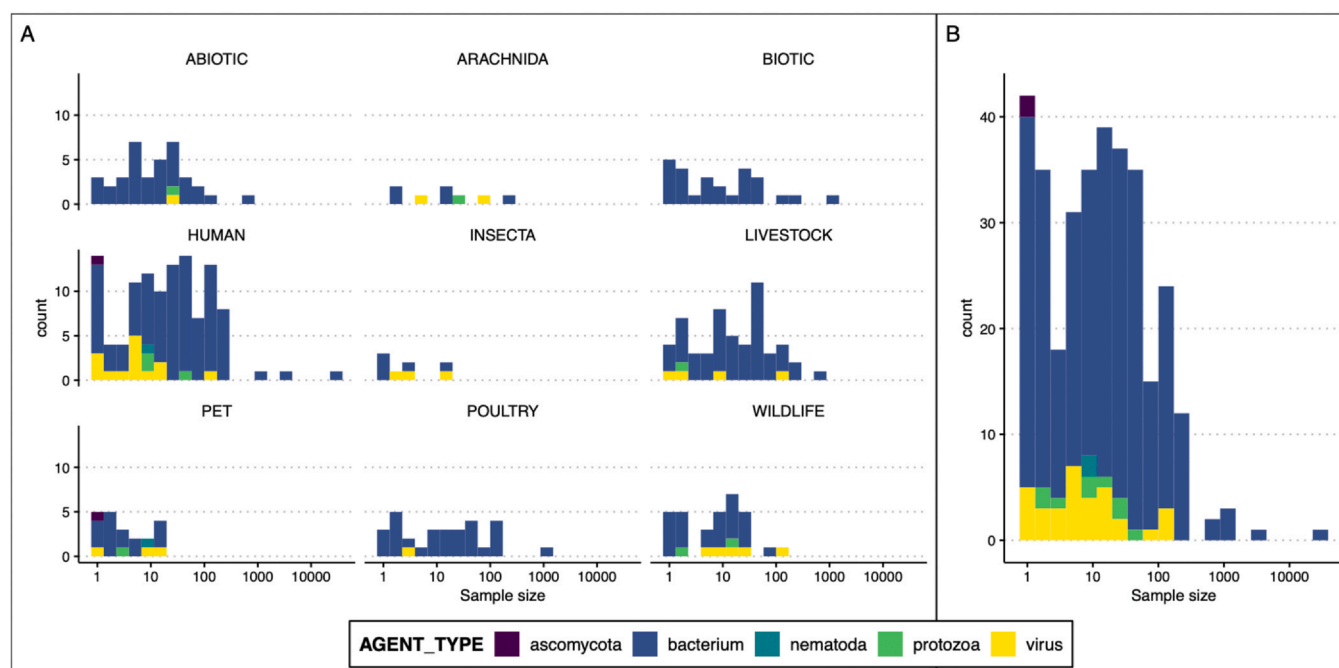 A
B
ABIOTIC
ARACHNIDA
BIOTIC
10
5
0
HUMAN
INSECTA
LIVESTOCK
10
5
0
count
PET
POULTRY
WILDLIFE
10
5
0
1 10 100 1000 10000
1 10 100 1000 10000
1 10 100 1000 10000
Sample size
40
30
20
10
0
count
1 10 100 1000 10000
Sample size
AGENT_TYPE ascomycota bacterium nematoda protozoa virus